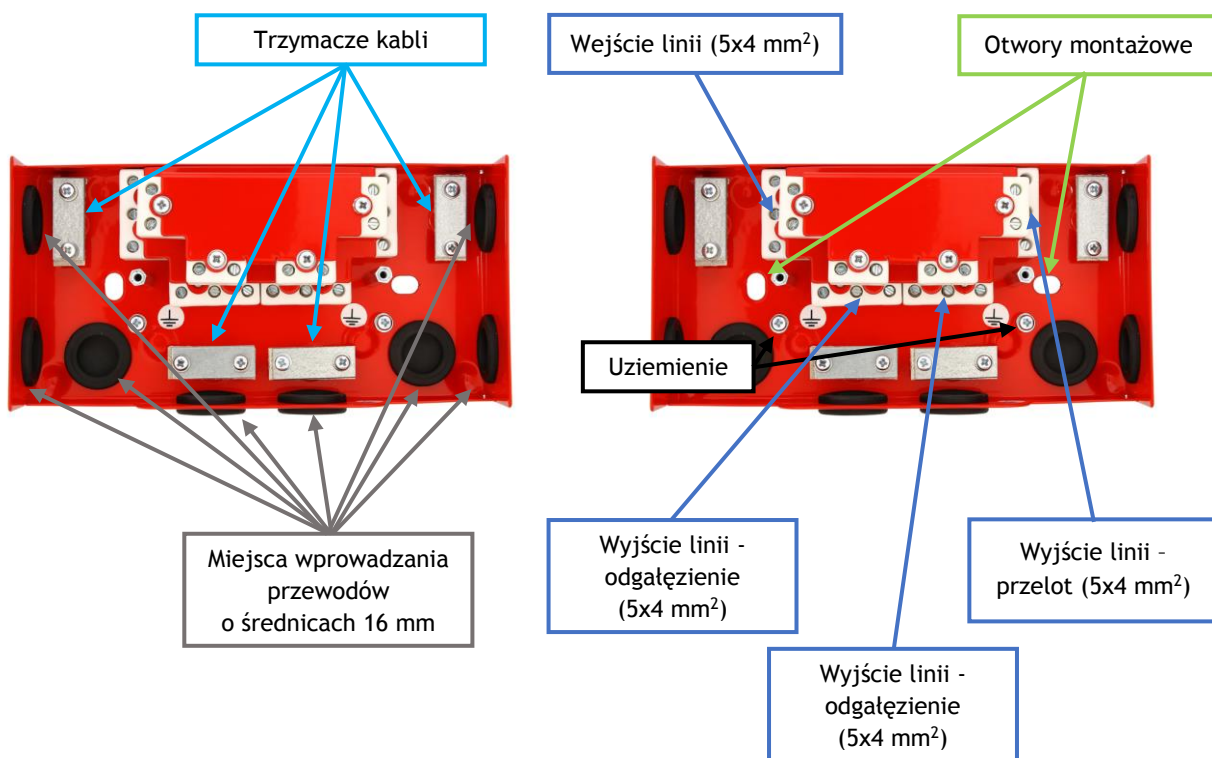 Trzymacze kabli
Wejście linii (5x4 mm²)
Otwory montażowe
Uziemienie
Miejsca wprowadzania
przewodów
o średnicach 16 mm
Wyjście linii -
odgałęzienie
(5x4 mm²)
Wyjście linii –
przelot (5x4 mm²)
Wyjście linii -
odgałęzienie
(5x4 mm²)